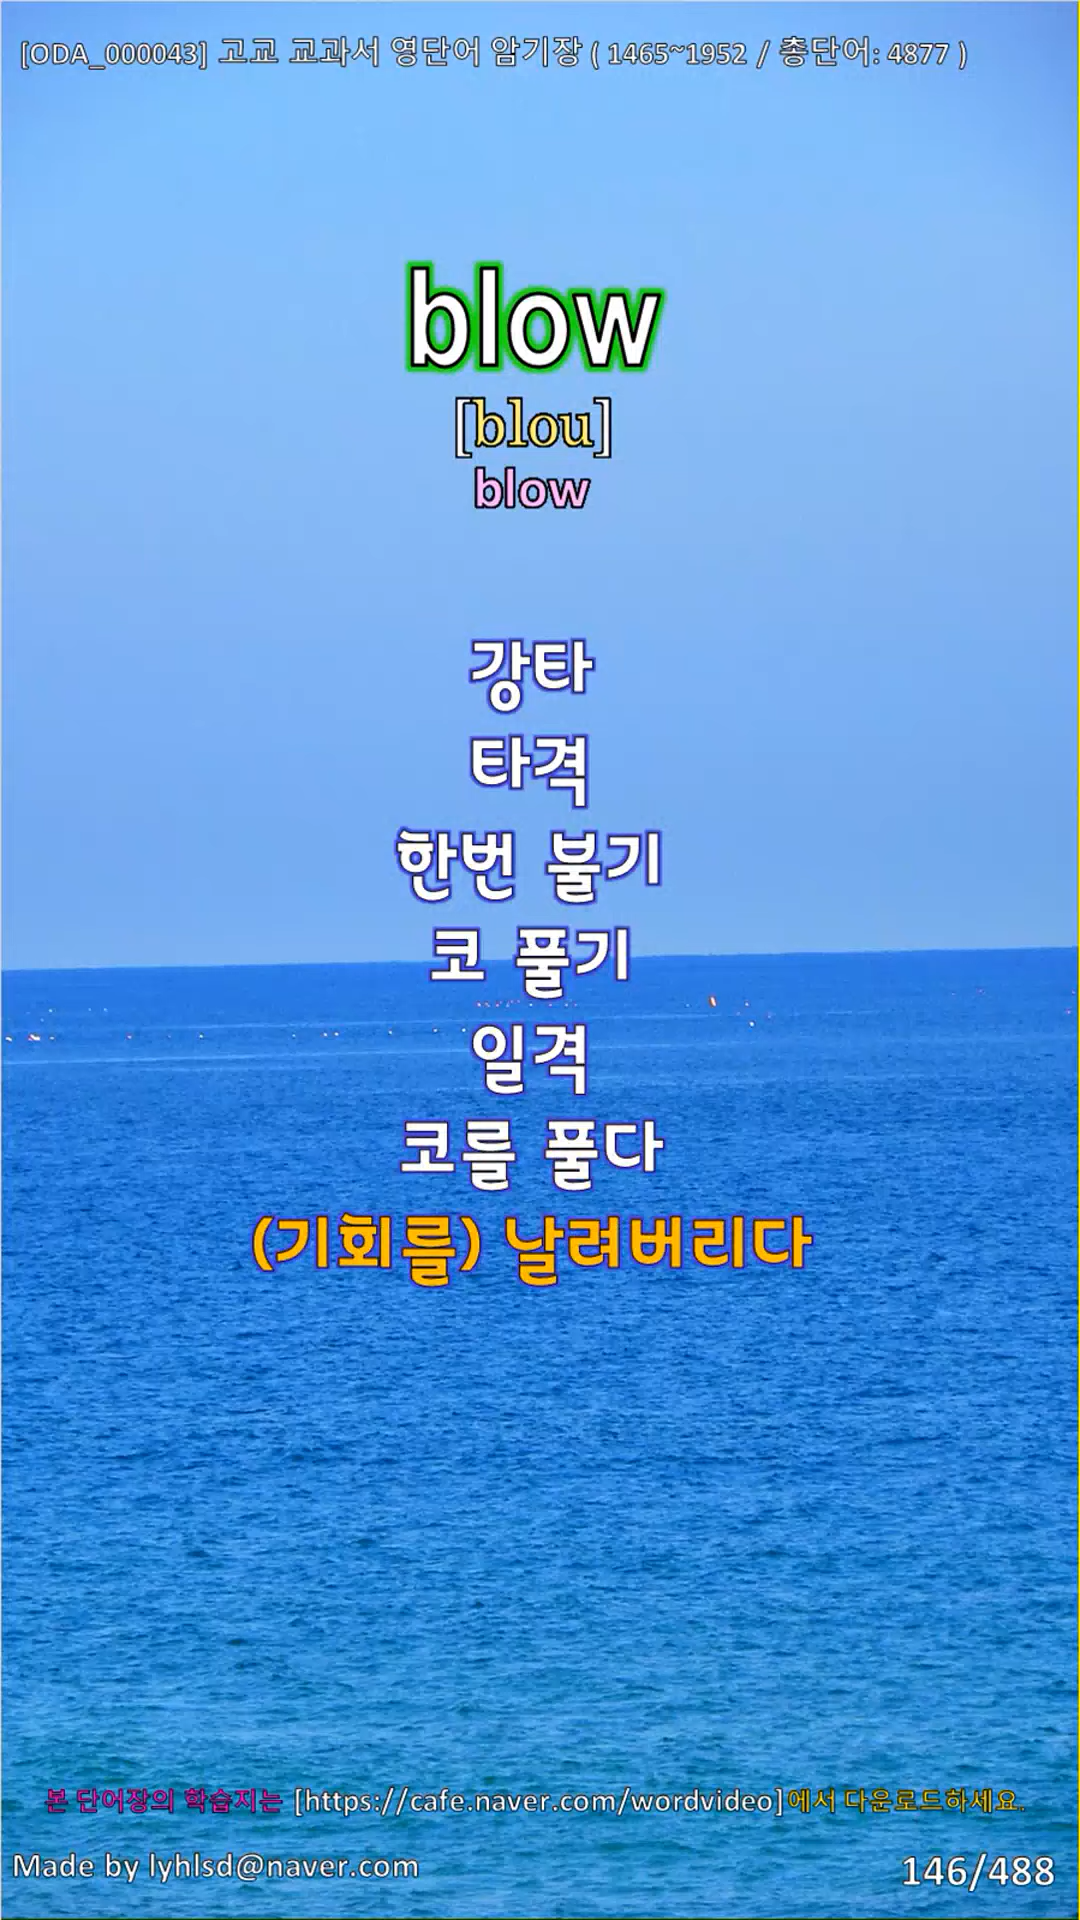 [ODA_000043] 고교 교과서 영단어 암기장 ( 1465~1952 / 총단어: 4877 )
blow
[blou]
blow
강타
타격
한번 불기
코 풀기
일격
코를 풀다
(기회를) 날려버리다
본 단어장의 학습지는 [https://cafe.naver.com/wordvideo]에서 다운로드하세요.
Made by lyhlsd@naver.com
146/488